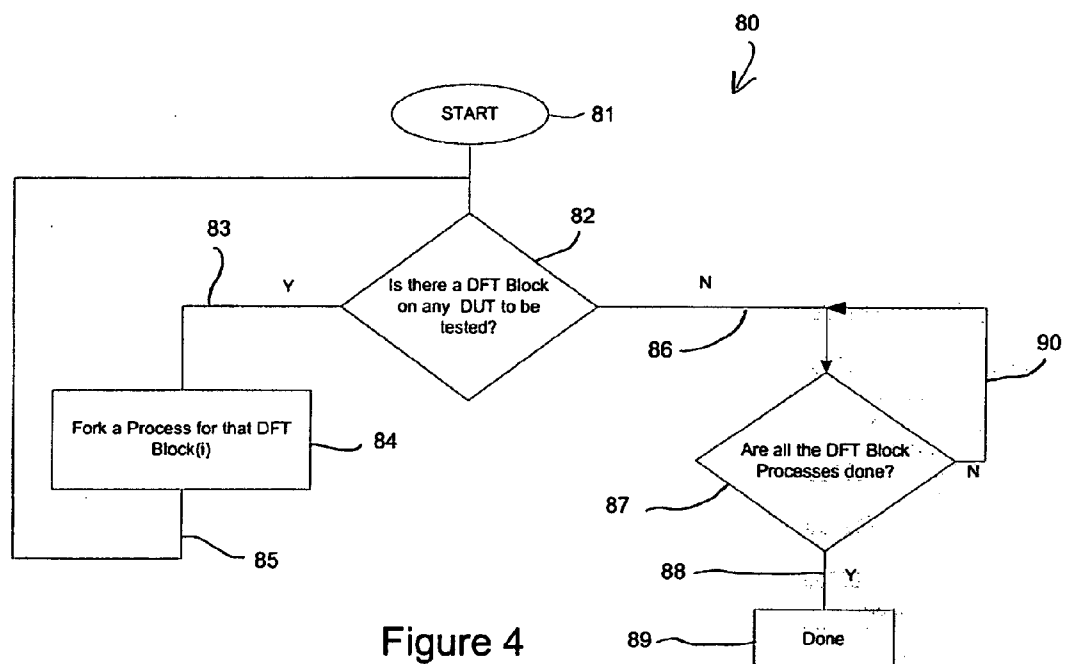 80
START
81
83
82
Y
Is there a DFT Block
on any DUT to be
tested?
N
86
90
Fork a Process for that DFT
Block(i)
84
Are all the DFT Block
Processes done?
N
87
85
88
Y
Figure 4
89
Done